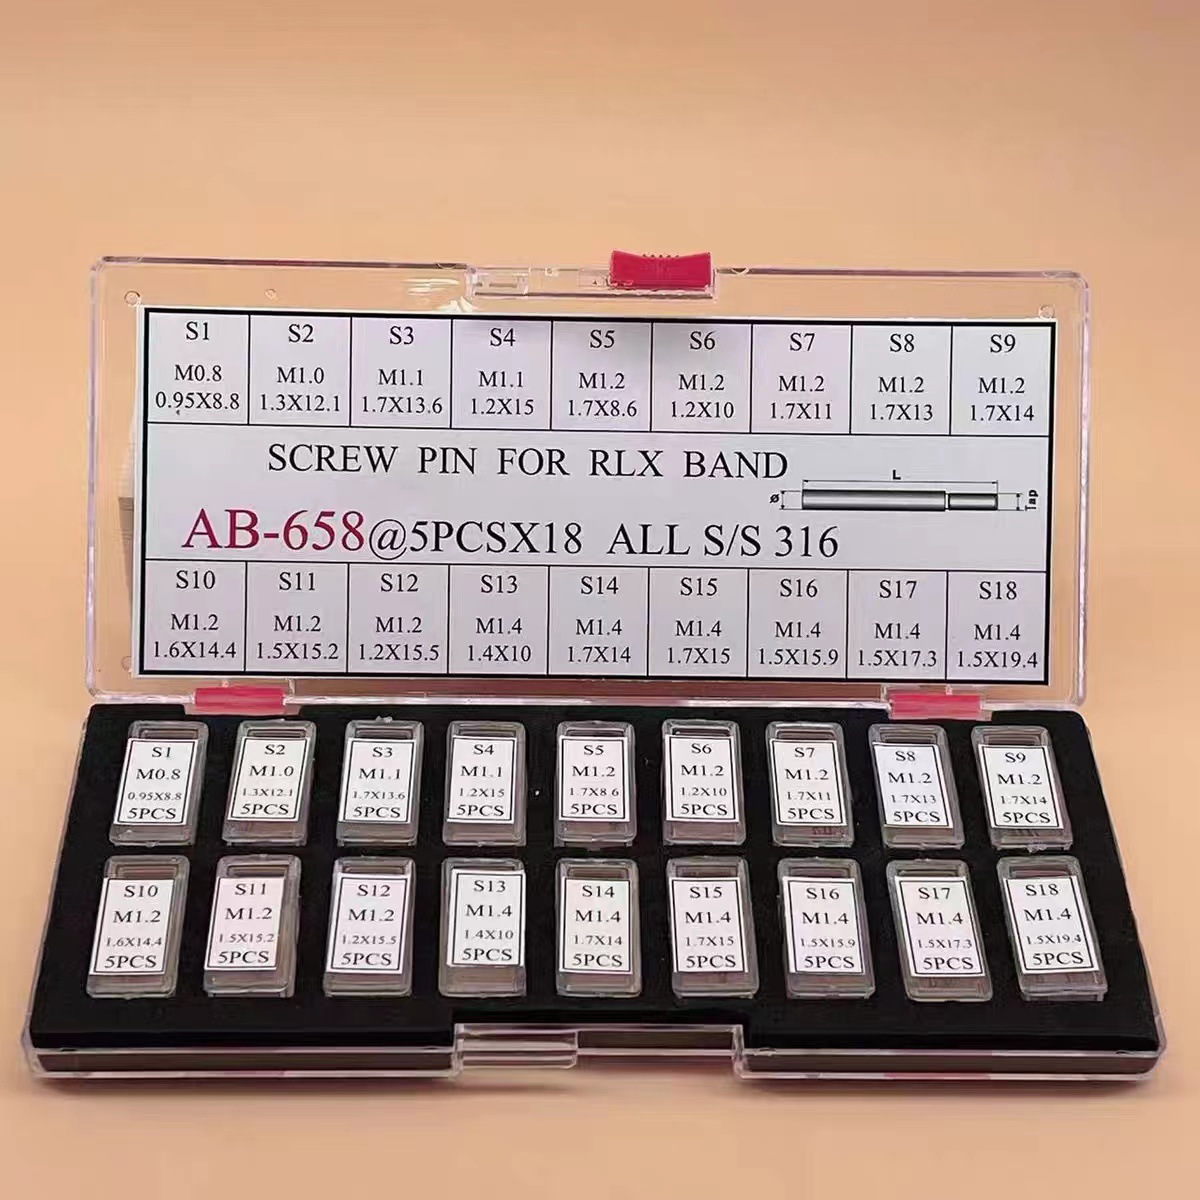 S1 S2 S3 S4 S5 S6 S7 S8 S9
M0.8 M1.0 M1.1 M1.1 M1.2 M1.2 M1.2 M1.2 M1.2
0.95X8.8 1.3X12.1 1.7X13.6 1.2X15 1.7X8.6 1.2X10 1.7X11 1.7X13 1.7X14
SCREW PIN FOR RLX BAND
L
ø
Tap
AB-658@5PCSX18 ALL S/S 316
S10 S11 S12 S13 S14 S15 S16 S17 S18
M1.2 M1.2 M1.2 M1.4 M1.4 M1.4 M1.4 M1.4 M1.4
1.6X14.4 1.5X15.2 1.2X15.5 1.4X10 1.7X14 1.7X15 1.5X15.9 1.5X17.3 1.5X19.4
S1 S2 S3 S4 S5 S6 S7 S8 S9
M0.8 M1.0 M1.1 M1.1 M1.2 M1.2 M1.2 M1.2 M1.2
0.95X8.8 1.3X12.1 1.7X13.6 1.2X15 1.7X8.6 1.2X10 1.7X11 1.7X13 1.7X14
5PCS 5PCS 5PCS 5PCS 5PCS 5PCS 5PCS 5PCS 5PCS
S10 S11 S12 S13 S14 S15 S16 S17 S18
M1.2 M1.2 M1.2 M1.4 M1.4 M1.4 M1.4 M1.4 M1.4
1.6X14.4 1.5X15.2 1.2X15.5 1.4X10 1.7X14 1.7X15 1.5X15.9 1.5X17.3 1.5X19.4
5PCS 5PCS 5PCS 5PCS 5PCS 5PCS 5PCS 5PCS 5PCS